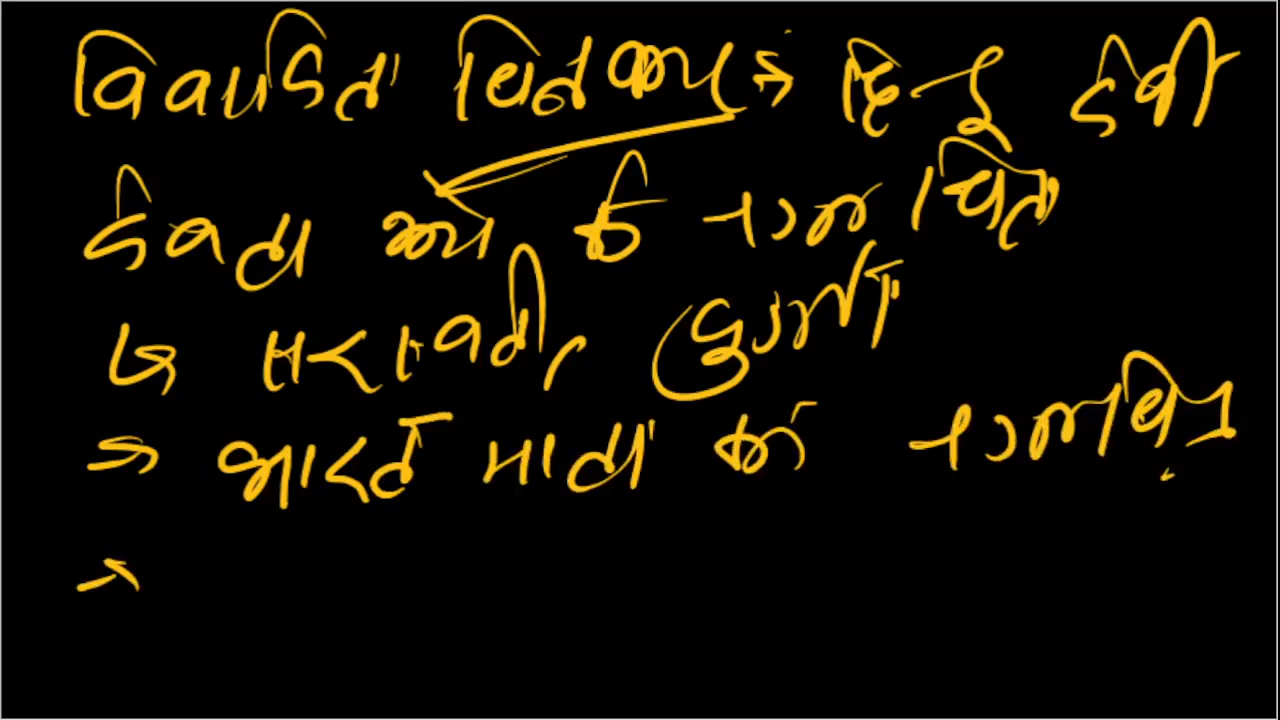 विवादित चित्रकार → हिन्दू देवी
देवताओं के नग्न चित्र
→ सरस्वती, दुर्गा
→ भारत माता का नग्न चित्र
→